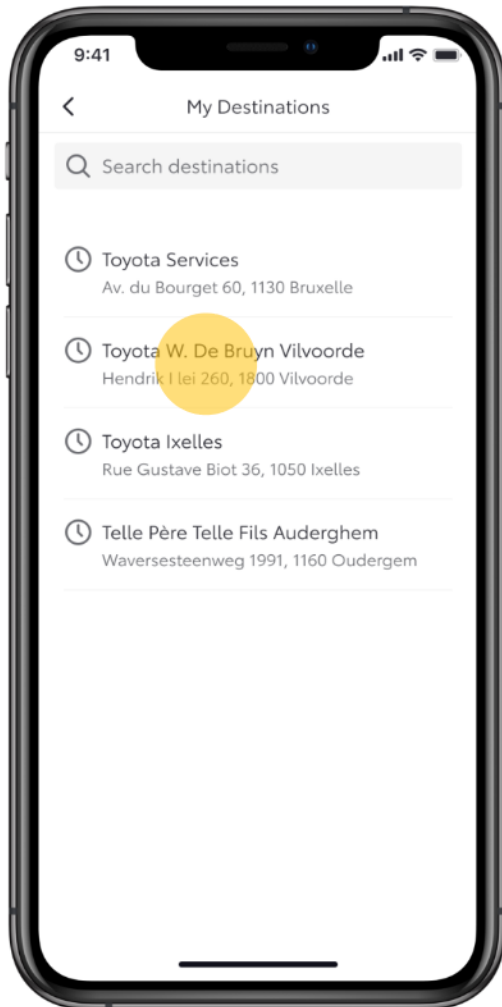 9:41
My Destinations
Search destinations
Toyota Services
Av. du Bourget 60, 1130 Bruxelle
Toyota W. De Bruyn Vilvoorde
Hendrik I lei 260, 1800 Vilvoorde
Toyota Ixelles
Rue Gustave Biot 36, 1050 Ixelles
Telle Père Telle Fils Auderghem
Waversesteenweg 1991, 1160 Oudergem